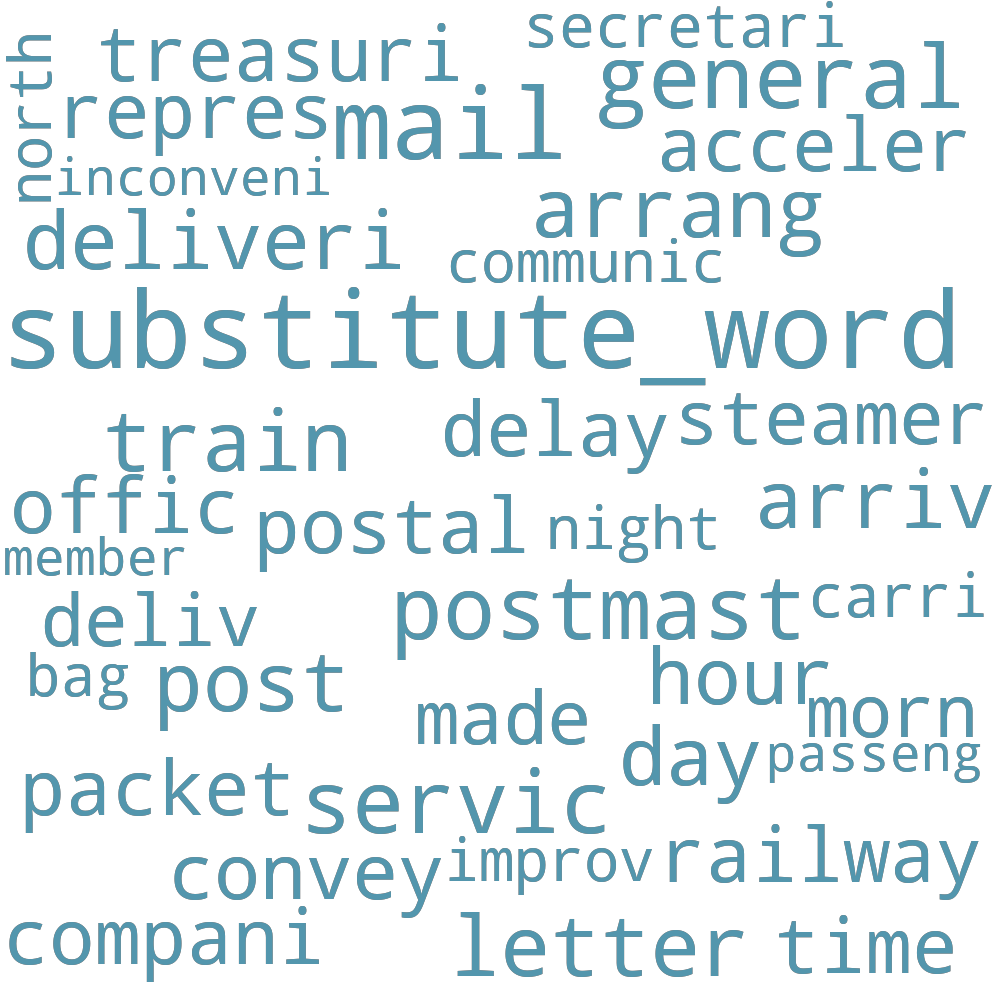 secretari
treasuri
north
general
repres
mail
acceler
inconveni
arrang
deliveri
communic
substitute_word
steamer
delay
train
arriv
offic
postal
night
member
postmast
carri
deliv
hour
bag
post
morn
made
day
passeng
packet
servic
railway
improv
convey
compani
letter
time